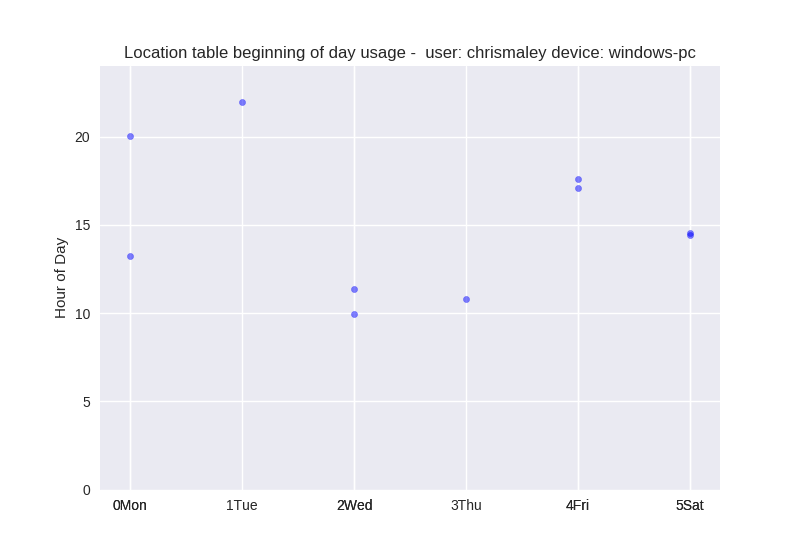 Location table beginning of day usage -  user: chrismaley device: windows-pc
20
15
10
5
0
Hour of Day
0Mon 1Tue 2Wed 3Thu 4Fri 5Sat